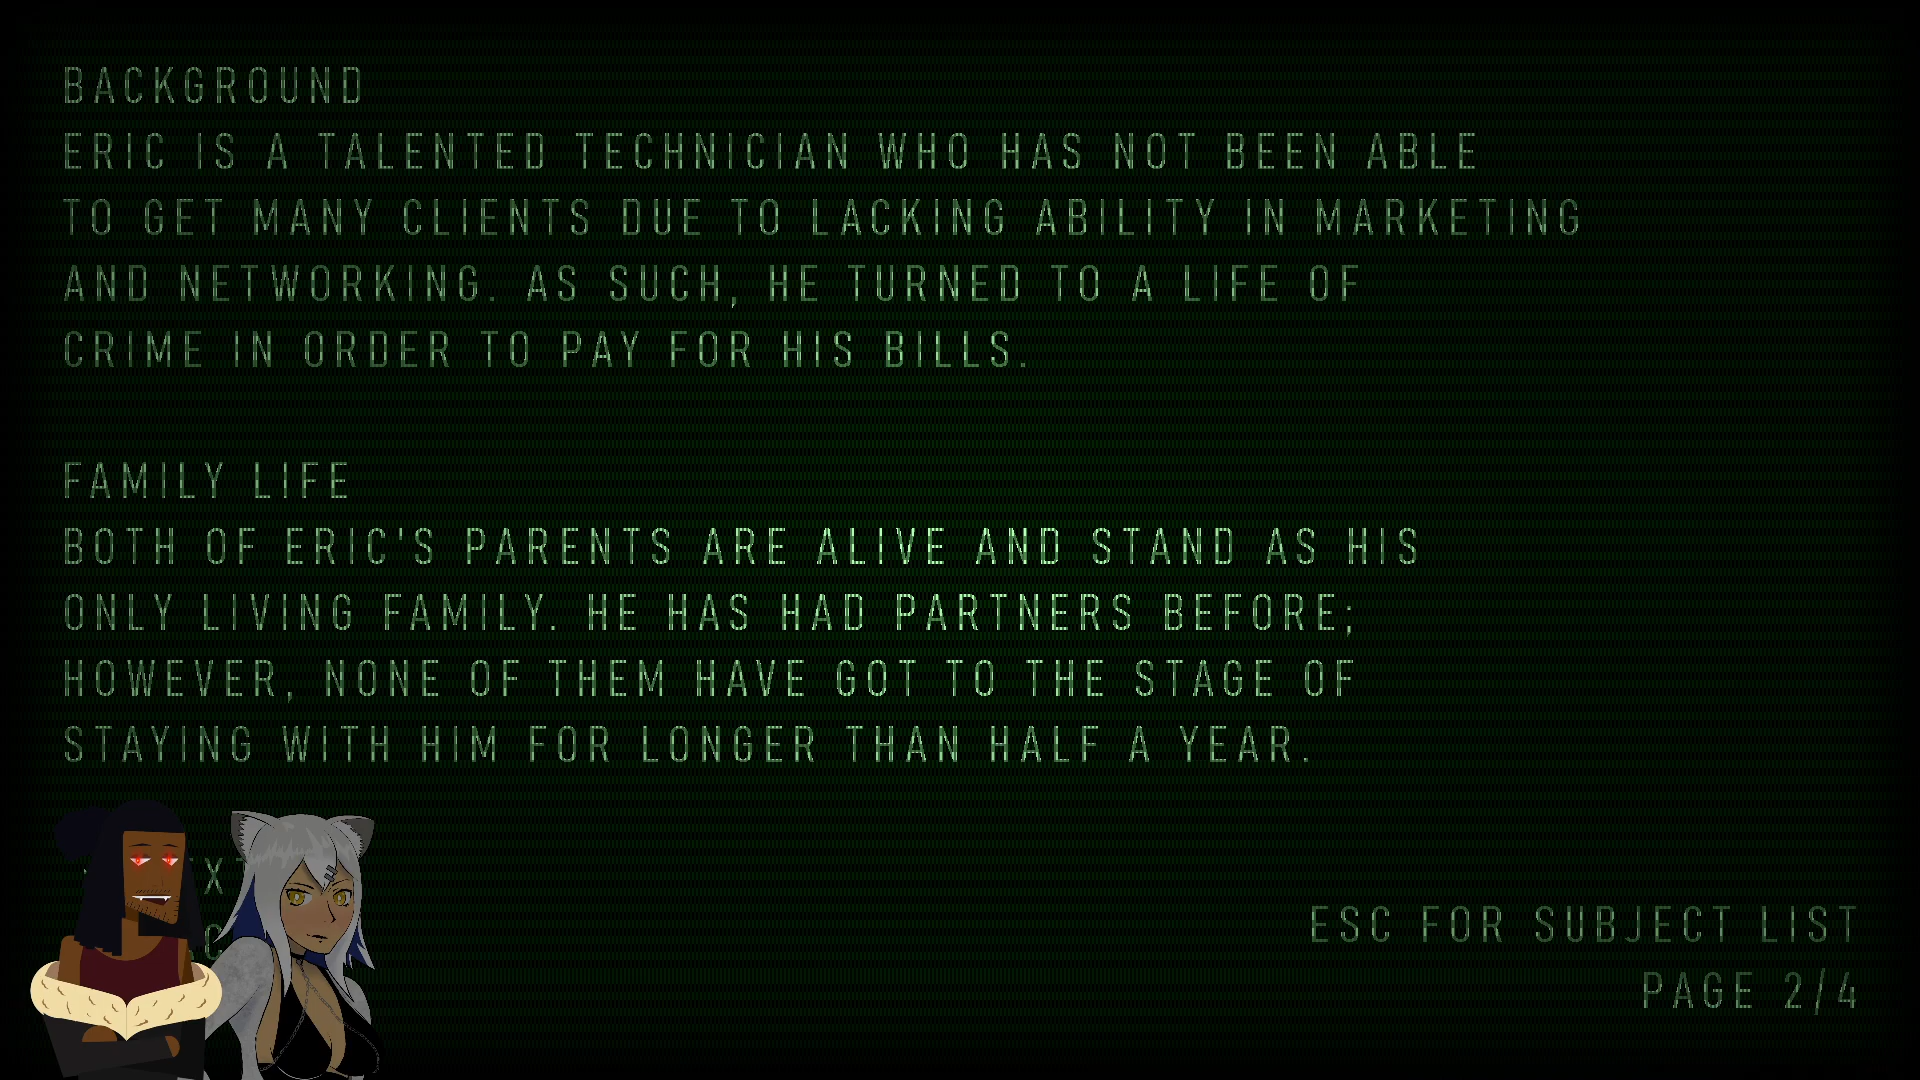 BACKGROUND
ERIC IS A TALENTED TECHNICIAN WHO HAS NOT BEEN ABLE
TO GET MANY CLIENTS DUE TO LACKING ABILITY IN MARKETING
AND NETWORKING. AS SUCH, HE TURNED TO A LIFE OF
CRIME IN ORDER TO PAY FOR HIS BILLS.
FAMILY LIFE
BOTH OF ERIC'S PARENTS ARE ALIVE AND STAND AS HIS
ONLY LIVING FAMILY. HE HAS HAD PARTNERS BEFORE;
HOWEVER, NONE OF THEM HAVE GOT TO THE STAGE OF
STAYING WITH HIM FOR LONGER THAN HALF A YEAR.
ESC FOR SUBJECT LIST
PAGE 2/4